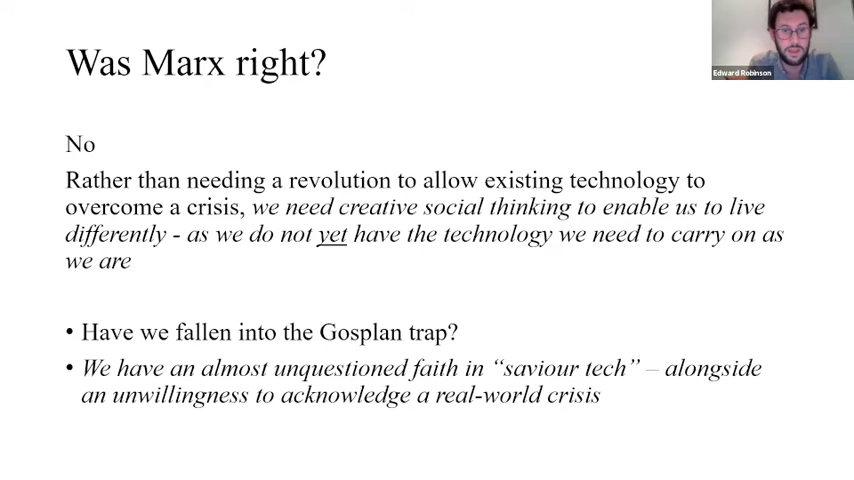 Was Marx right?
Edward Robinson
No
Rather than needing a revolution to allow existing technology to
overcome a crisis, we need creative social thinking to enable us to live
differently - as we do not yet have the technology we need to carry on as
we are
• Have we fallen into the Gosplan trap?
• We have an almost unquestioned faith in “saviour tech” – alongside
an unwillingness to acknowledge a real-world crisis